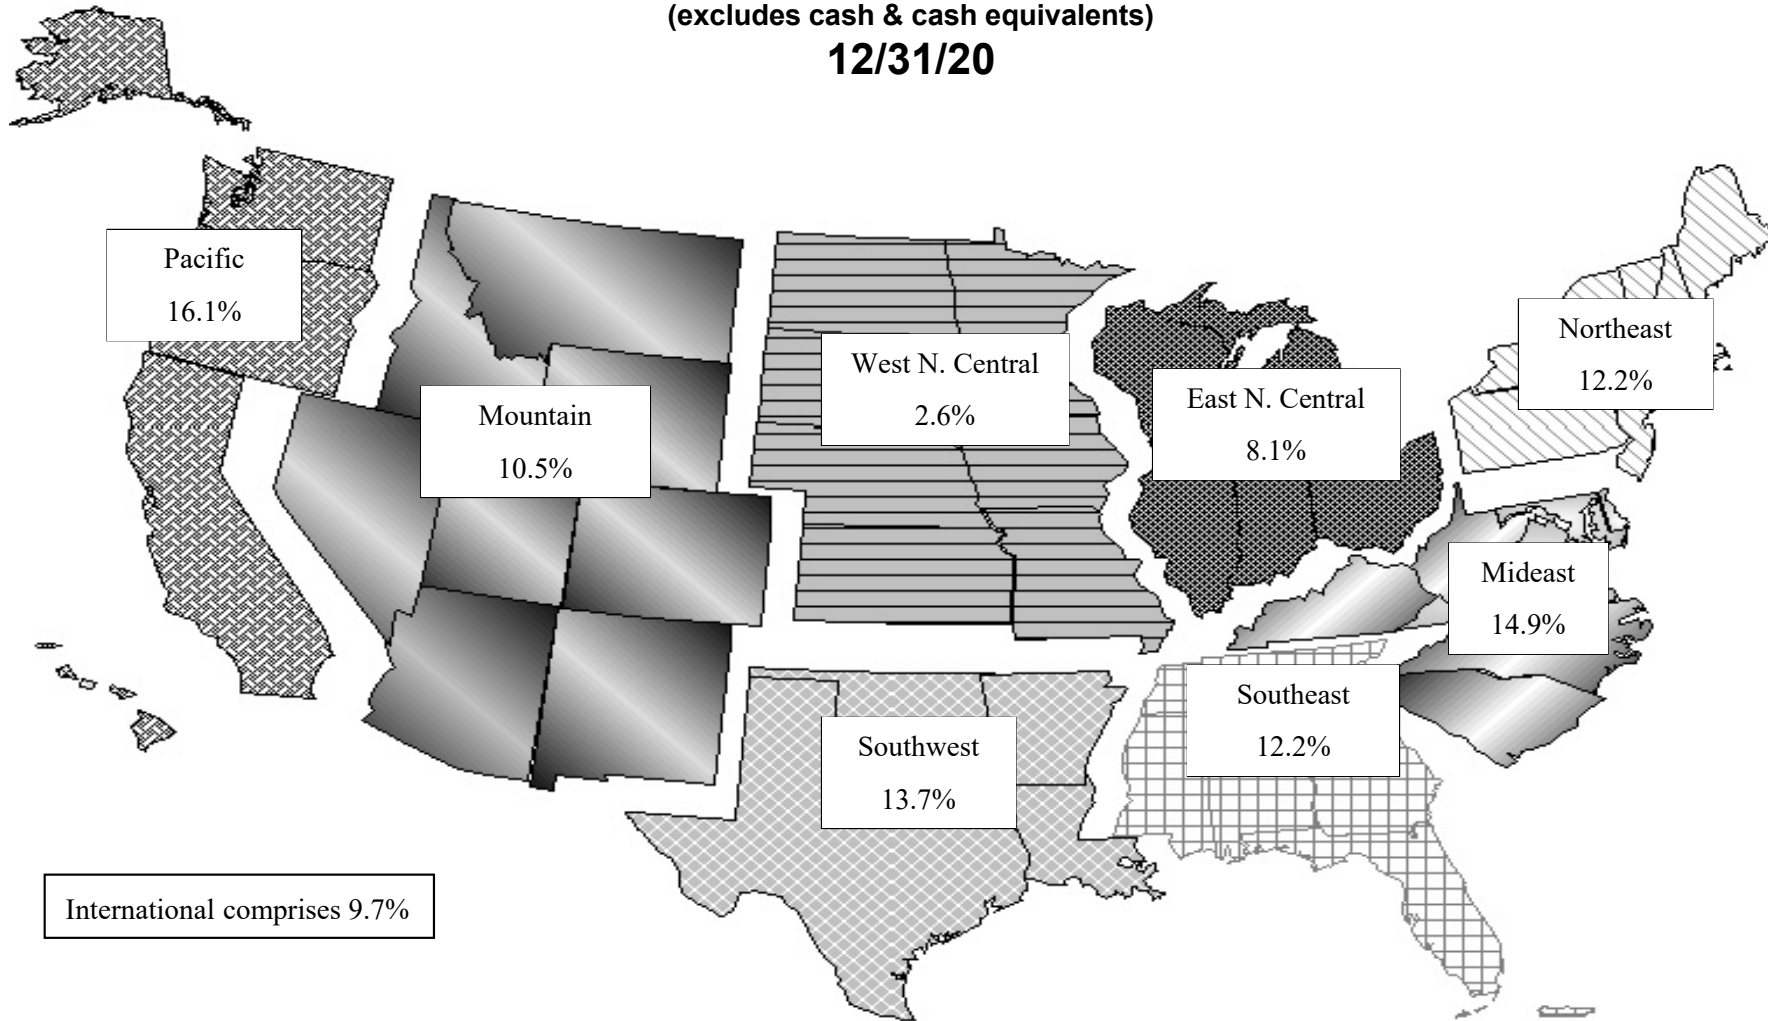 (excludes cash & cash equivalents)
12/31/20
Pacific
16.1%
Mountain
10.5%
West N. Central
2.6%
East N. Central
8.1%
Northeast
12.2%
Mideast
14.9%
Southeast
12.2%
Southwest
13.7%
International comprises 9.7%